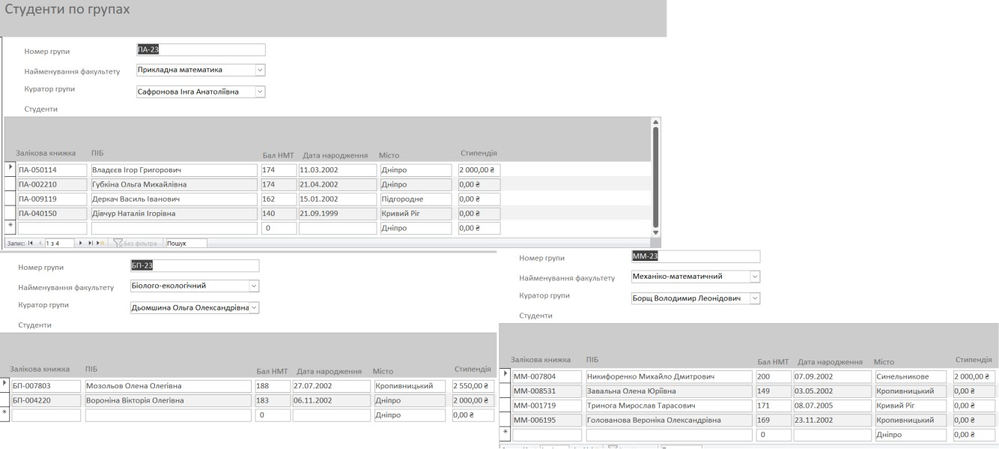 Студенти по групах
Номер групи ПА-23
Найменування факультету Прикладна математика
Куратор групи Сафронова Інга Анатоліївна
Студенти
Залікова книжка ПІБ Бал НМТ Дата народження Місто Стипендія
ПА-050114 Владєєв Ігор Григорович 174 11.03.2002 Дніпро 2 000,00 ₴
ПА-002210 Губкіна Ольга Михайлівна 174 21.04.2002 Дніпро 0,00 ₴
ПА-009119 Деркач Василь Іванович 162 15.01.2002 Підгородне 0,00 ₴
ПА-040150 Дівчур Наталія Ігорівна 140 21.09.1999 Кривий Ріг 0,00 ₴
* 0 Дніпро 0,00 ₴
Запис: 1 з 4 Без фільтра Пошук
Номер групи БП-23
Найменування факультету Біолого-екологічний
Куратор групи Дьомшина Ольга Олександрівна
Студенти
Залікова книжка ПІБ Бал НМТ Дата народження Місто Стипендія
БП-007803 Мозольов Олена Олегівна 188 27.07.2002 Кропивницький 2 550,00 ₴
БП-004220 Вороніна Вікторія Олегівна 183 06.11.2002 Дніпро 2 000,00 ₴
* 0 Дніпро 0,00 ₴
Номер групи ММ-23
Найменування факультету Механіко-математичний
Куратор групи Борщ Володимир Леонідович
Студенти
Залікова книжка ПІБ Бал НМТ Дата народження Місто Стипендія
ММ-007804 Никифоренко Михайло Дмитрович 200 07.09.2002 Синельникове 2 000,00 ₴
ММ-008531 Завальна Олена Юріївна 149 03.05.2002 Кропивницький 0,00 ₴
ММ-001719 Тринога Мирослав Тарасович 171 08.07.2005 Кривий Ріг 0,00 ₴
ММ-006195 Голованова Вероніка Олександрівна 169 23.11.2002 Кропивницький 0,00 ₴
* 0 Дніпро 0,00 ₴